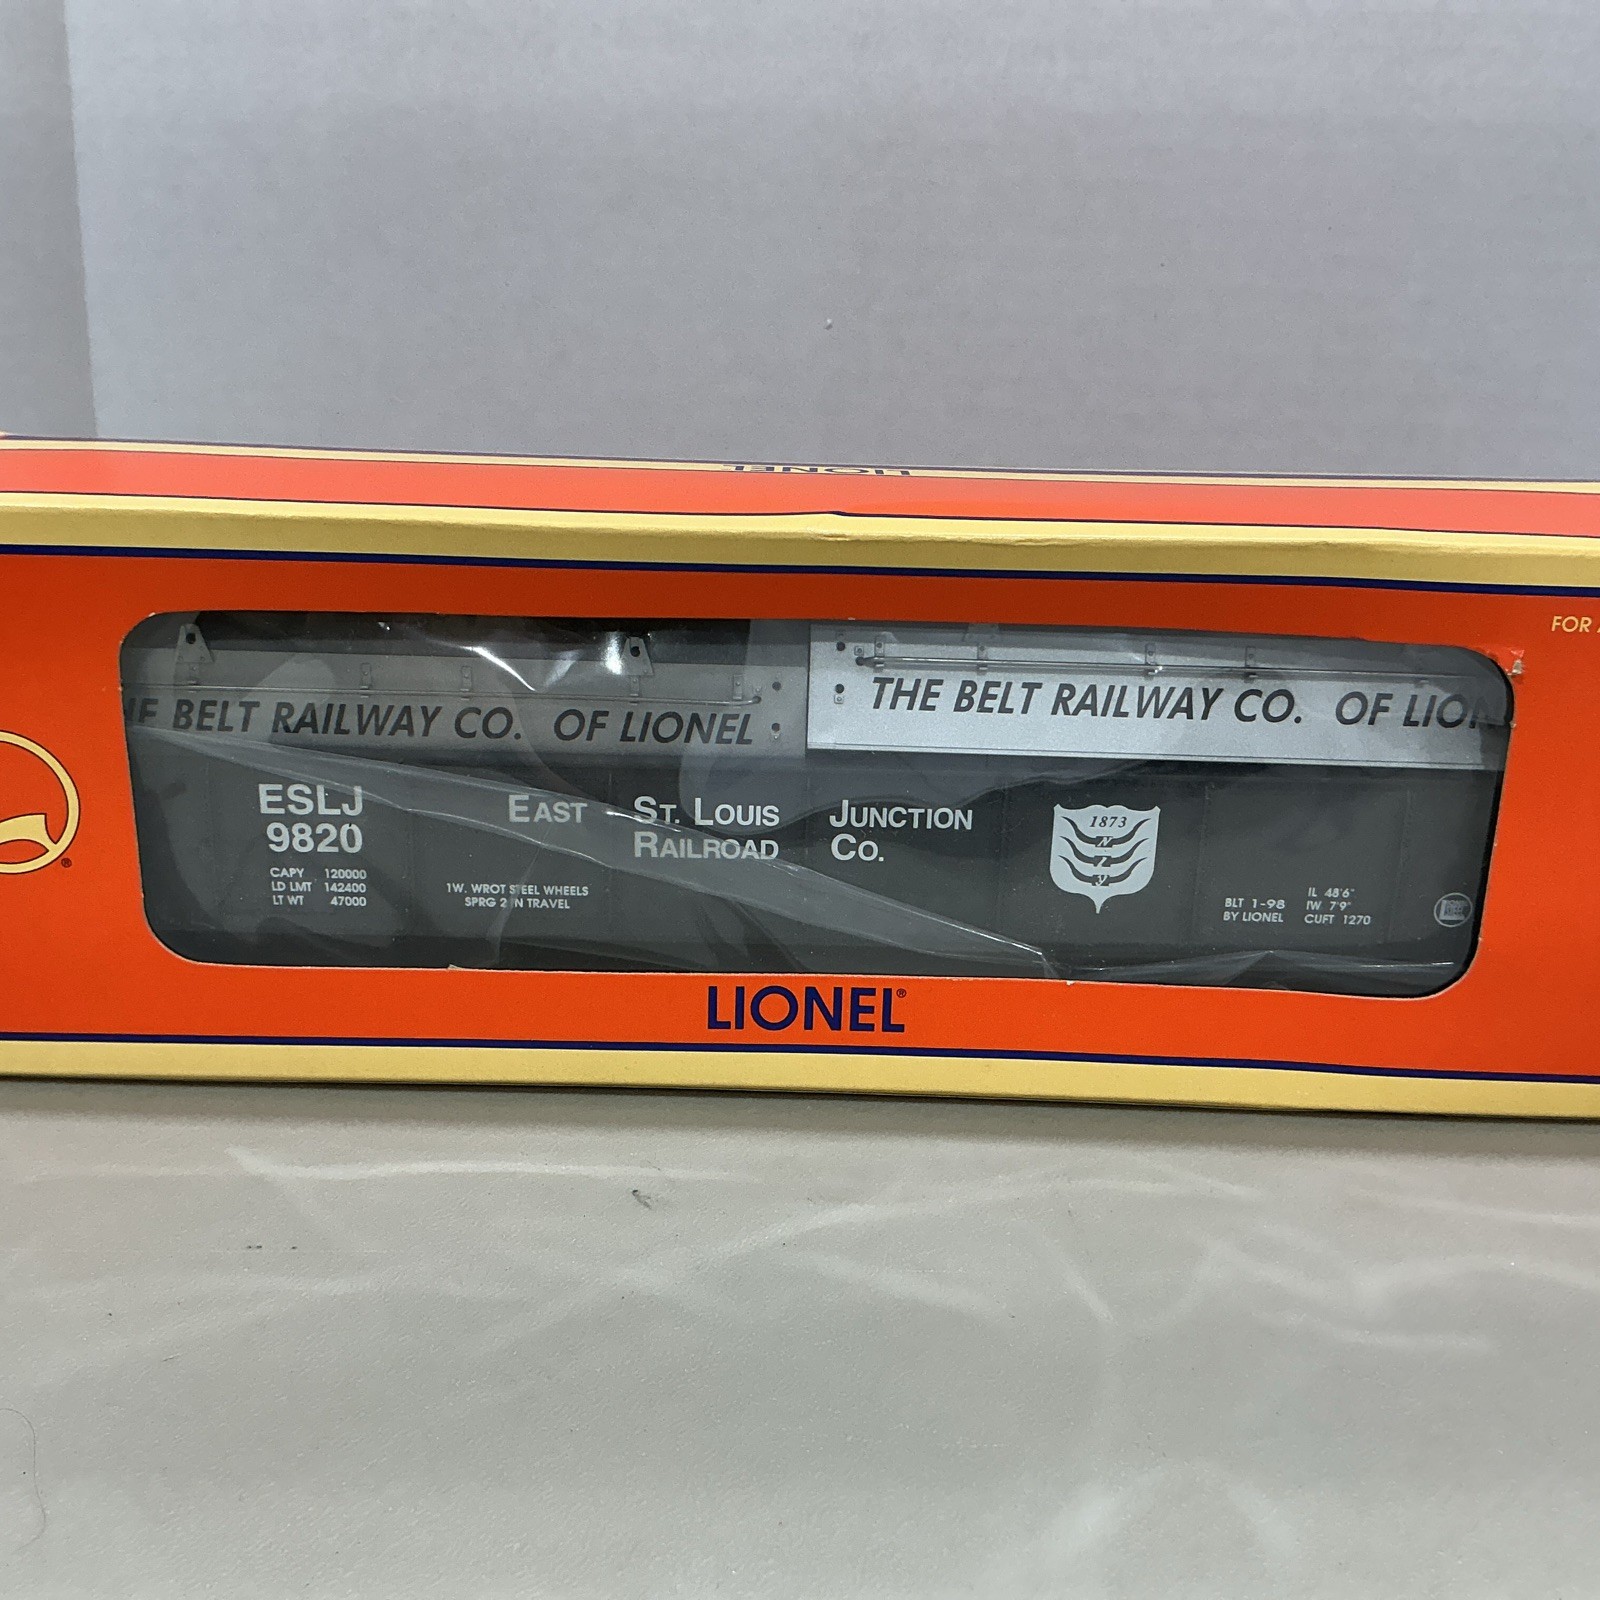 LIONEL
FOR
BELT RAILWAY CO. OF LIONEL
THE BELT RAILWAY CO. OF
ESLJ
9820
CAPY 120000
LD LMT 142400
LT WT 47000
1W. WROT STEEL WHEELS
SPRG 2 IN TRAVEL
EAST ST. LOUIS JUNCTION
RAILROAD CO.
1873
N
L
Y
BLT 1-98
BY LIONEL
IL 48'6"
IW 7'9"
CUFT 1270
LIONEL®
®